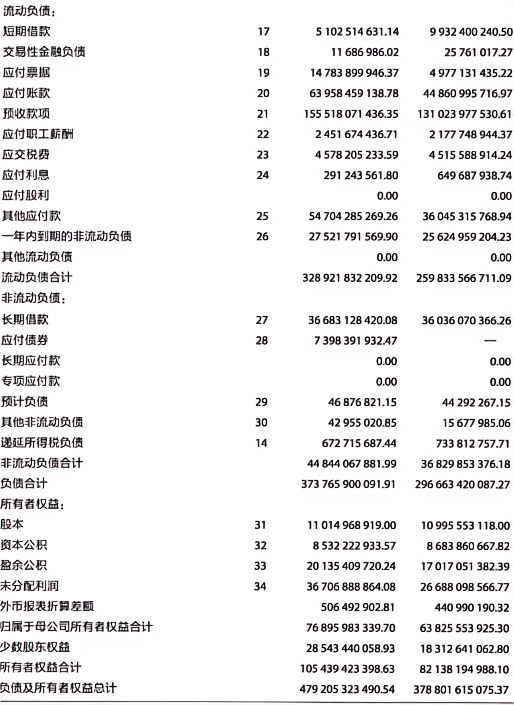 流动负债：
短期借款 17 5 102 514 631.14 9 932 400 240.50
交易性金融负债 18 11 686 986.02 25 761 017.27
应付票据 19 14 783 899 946.37 4 977 131 435.22
应付账款 20 63 958 459 138.78 44 860 995 716.97
预收款项 21 155 518 071 436.35 131 023 977 530.61
应付职工薪酬 22 2 451 674 436.71 2 177 748 944.37
应交税费 23 4 578 205 233.59 4 515 588 914.24
应付利息 24 291 243 561.80 649 687 938.74
应付股利 0.00 0.00
其他应付款 25 54 704 285 269.26 36 045 315 768.94
一年内到期的非流动负债 26 27 521 791 569.90 25 624 959 204.23
其他流动负债 0.00 0.00
流动负债合计 328 921 832 209.92 259 833 566 711.09
非流动负债：
长期借款 27 36 683 128 420.08 36 036 070 366.26
应付债券 28 7 398 391 932.47 —
长期应付款 0.00 0.00
专项应付款 0.00 0.00
预计负债 29 46 876 821.15 44 292 267.15
其他非流动负债 30 42 955 020.85 15 677 985.06
递延所得税负债 14 672 715 687.44 733 812 757.71
非流动负债合计 44 844 067 881.99 36 829 853 376.18
负债合计 373 765 900 091.91 296 663 420 087.27
所有者权益：
股本 31 11 014 968 919.00 10 995 553 118.00
资本公积 32 8 532 222 933.57 8 683 860 667.82
盈余公积 33 20 135 409 720.24 17 017 051 382.39
未分配利润 34 36 706 888 864.08 26 688 098 566.77
外币报表折算差额 506 492 902.81 440 990 190.32
归属于母公司所有者权益合计 76 895 983 339.70 63 825 553 925.30
少数股东权益 28 543 440 058.93 18 312 641 062.80
所有者权益合计 105 439 423 398.63 82 138 194 988.10
负债及所有者权益总计 479 205 323 490.54 378 801 615 075.37